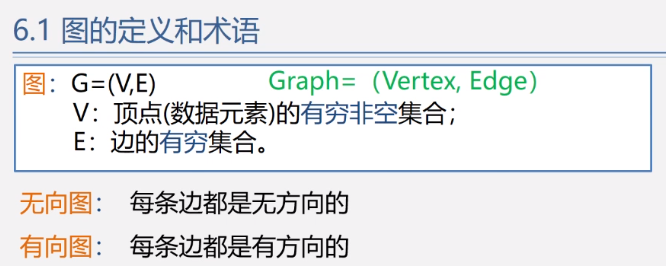 6.1 图的定义和术语
图：G=(V,E) Graph=（Vertex, Edge）
V：顶点(数据元素)的有穷非空集合；
E：边的有穷集合。
无向图： 每条边都是无方向的
有向图： 每条边都是有方向的